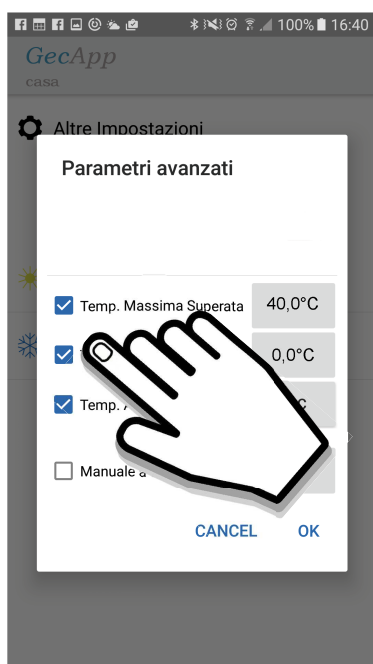 100% 16:40
GecApp
casa
Altre Impostazioni
Parametri avanzati
Temp. Massima Superata 40,0°C
0,0°C
Temp.
Manuale
CANCEL OK